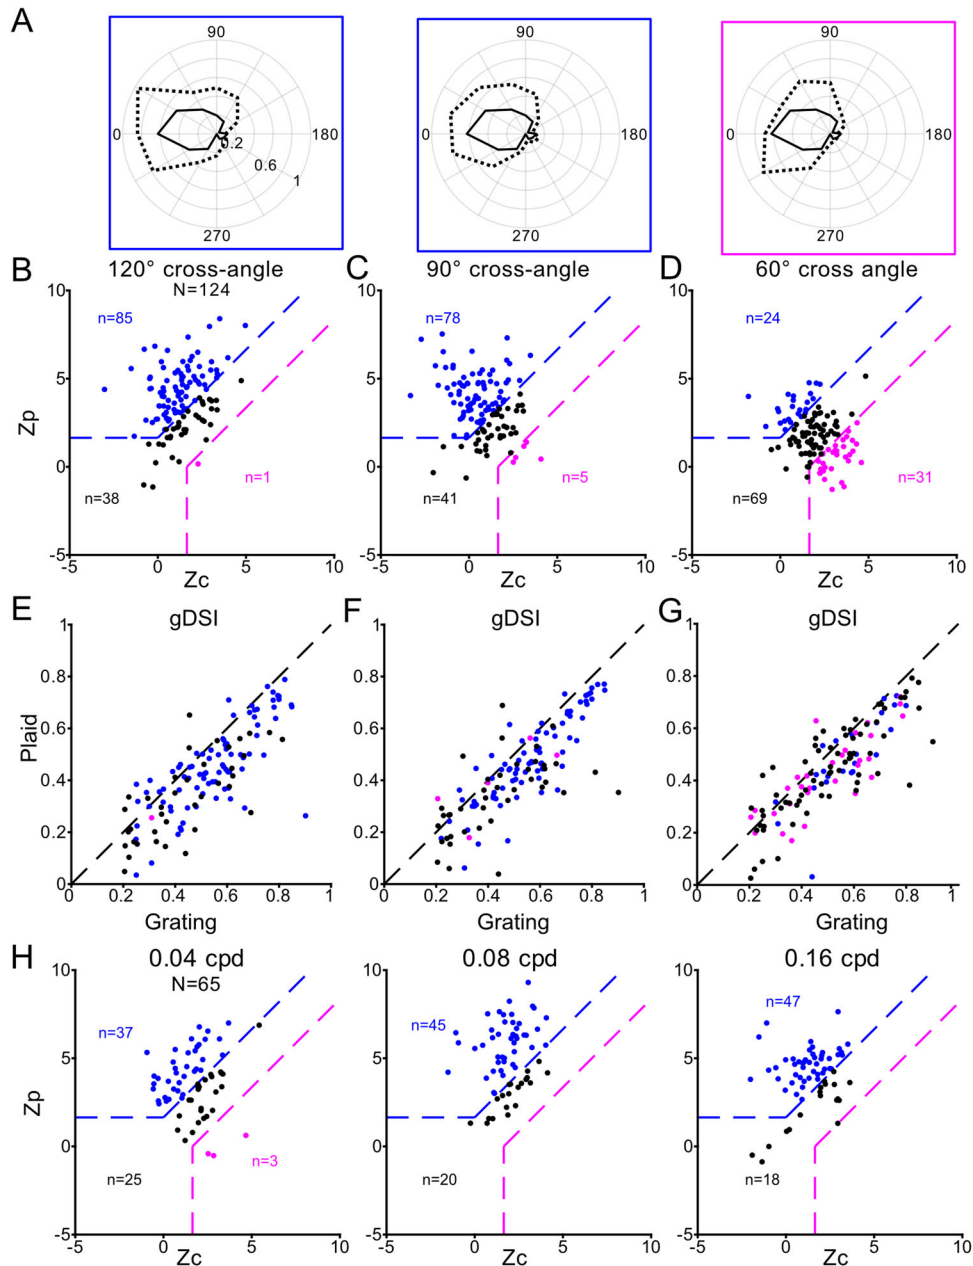 A
90
90
90
0
180
0
180
0
180
0.2
0.6
1
270
270
270
B
120° cross-angle
C
90° cross-angle
D
60° cross angle
N=124
10
10
10
n=85
n=78
n=24
5
5
5
Zp
0
0
0
n=38
n=1
n=41
n=5
n=69
n=31
-5
-5
-5
-5
0
5
10
-5
0
5
10
-5
0
5
10
Zc
Zc
Zc
E
gDSI
F
gDSI
G
gDSI
1
1
1
0.8
0.8
0.8
Plaid
0.6
0.6
0.6
0.4
0.4
0.4
0.2
0.2
0.2
0
0
0
0
0.2
0.4
0.6
0.8
1
0
0.2
0.4
0.6
0.8
1
0
0.2
0.4
0.6
0.8
1
Grating
Grating
Grating
H
0.04 cpd
0.08 cpd
0.16 cpd
N=65
10
10
10
n=37
n=45
n=47
5
5
5
Zp
0
0
0
n=25
n=3
n=20
n=18
-5
-5
-5
-5
0
5
10
-5
0
5
10
-5
0
5
10
Zc
Zc
Zc